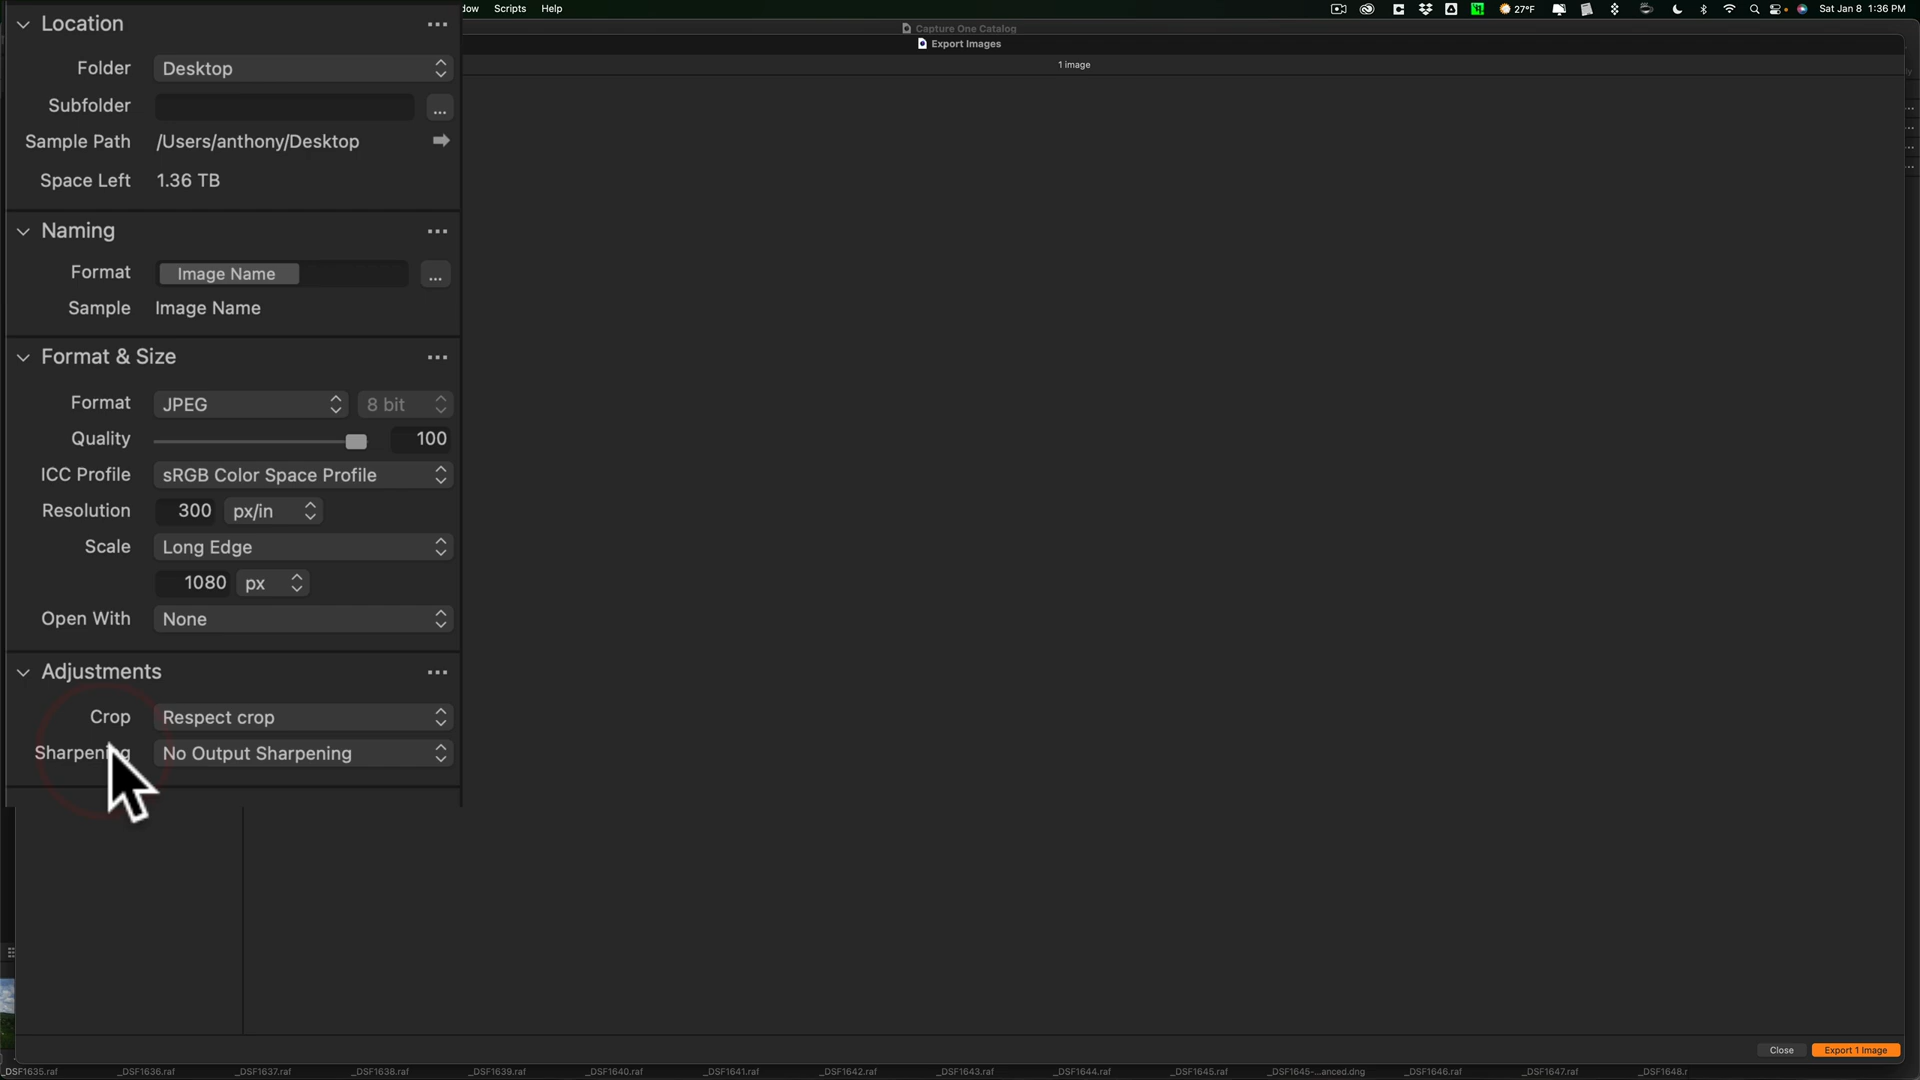 dow Scripts Help 27°F Sat Jan 8 1:36 PM
Capture One Catalog
Export Images
1 image
Location
Folder Desktop
Subfolder ...
Sample Path /Users/anthony/Desktop
Space Left 1.36 TB
Naming
Format Image Name ...
Sample Image Name
Format & Size
Format JPEG 8 bit
Quality 100
ICC Profile sRGB Color Space Profile
Resolution 300 px/in
Scale Long Edge
1080 px
Open With None
Adjustments
Crop Respect crop
Sharpening No Output Sharpening
Close Export 1 Image
_DSF1635.raf _DSF1636.raf _DSF1637.raf _DSF1638.raf _DSF1639.raf _DSF1640.raf _DSF1641.raf _DSF1642.raf _DSF1643.raf _DSF1644.raf _DSF1645.raf _DSF1645-...anced.dng _DSF1646.raf _DSF1647.raf _DSF1648.r